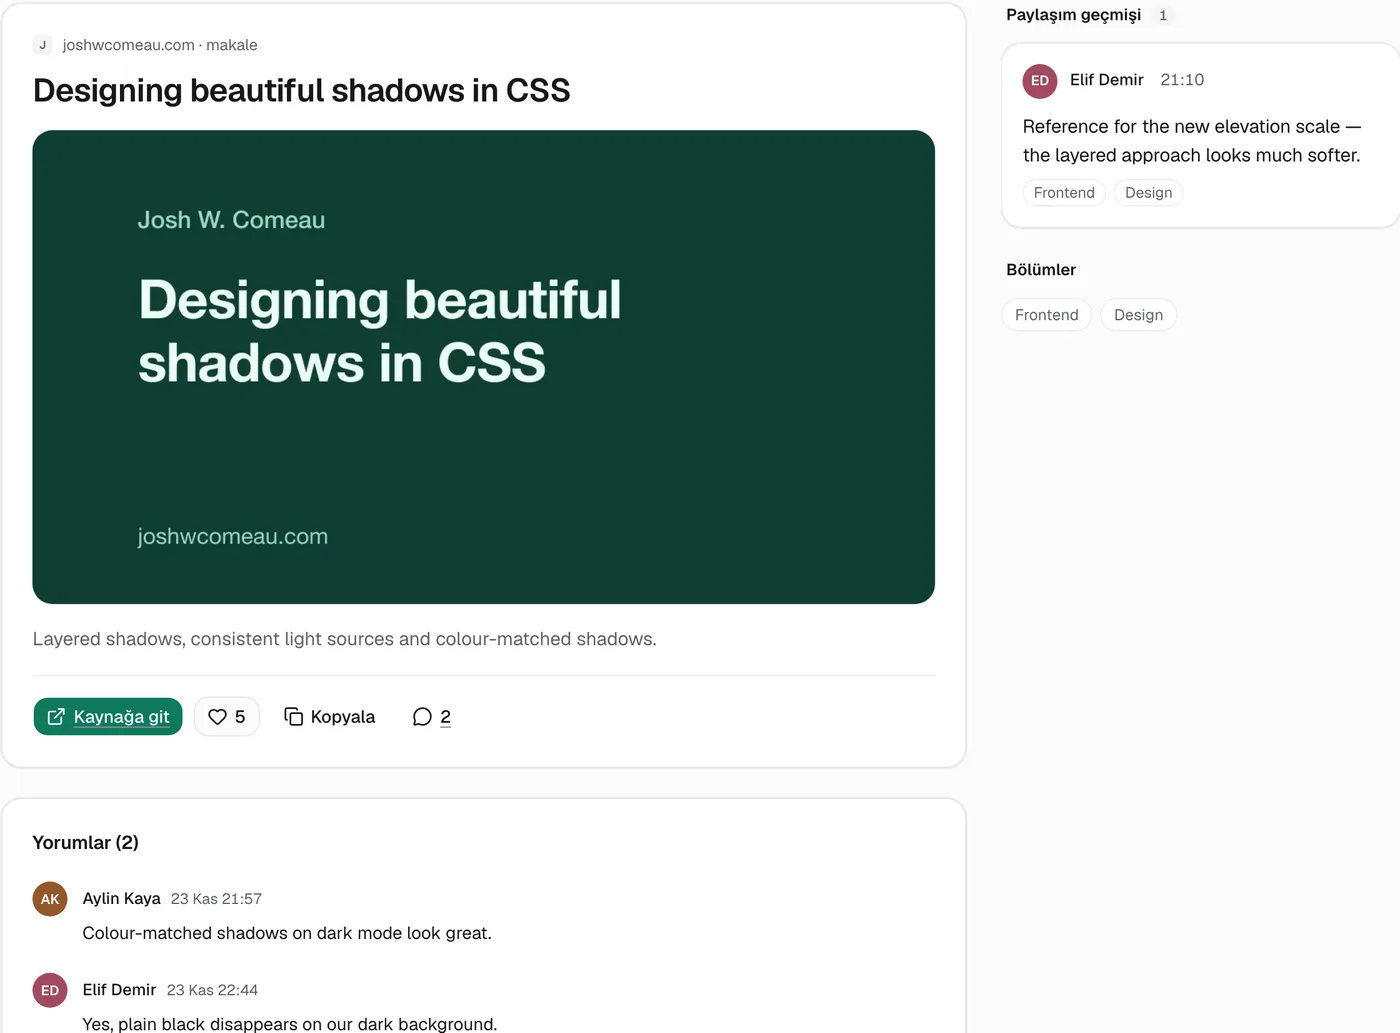 J joshwcomeau.com · makale
Designing beautiful shadows in CSS
Josh W. Comeau
Designing beautiful
shadows in CSS
joshwcomeau.com
Layered shadows, consistent light sources and colour-matched shadows.
Kaynağa git 5 Kopyala 2
Yorumlar (2)
AK Aylin Kaya 23 Kas 21:57
Colour-matched shadows on dark mode look great.
ED Elif Demir 23 Kas 22:44
Yes, plain black disappears on our dark background.
Paylaşım geçmişi 1
ED Elif Demir 21:10
Reference for the new elevation scale —
the layered approach looks much softer.
Frontend Design
Bölümler
Frontend Design